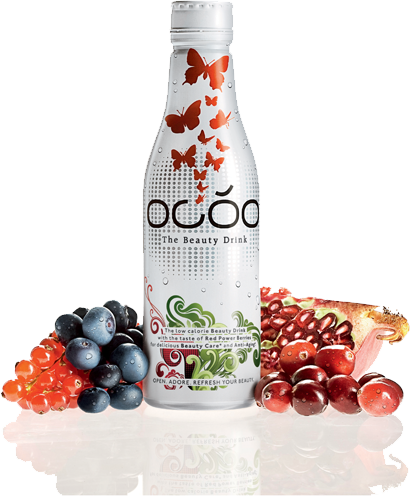 OCÓO
The Beauty Drink
The low calorie Beauty Drink
with the taste of Red Power Berries
For delicious Beauty Care* and Anti-Aging*
OPEN. ADORE. REFRESH YOUR BEAUTY.